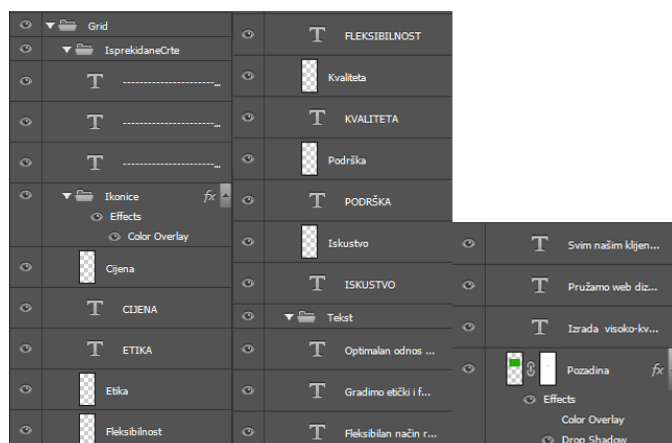 Grid
IsprekidaneCrte
T ---------------------...
T ---------------------...
T ---------------------...
Ikonice fx
Effects
Color Overlay
Cijena
T CIJENA
T ETIKA
Etika
Fleksibilnost
T FLEKSIBILNOST
Kvaliteta
T KVALITETA
Podrška
T PODRŠKA
Iskustvo
T ISKUSTVO
Tekst
T Optimalan odnos ...
T Gradimo etički i f...
T Fleksibilan način r...
T Svim našim klijen...
T Pružamo web diz...
T Izrada visoko-kv...
Pozadina fx
Effects
Color Overlay
Drop Shadow